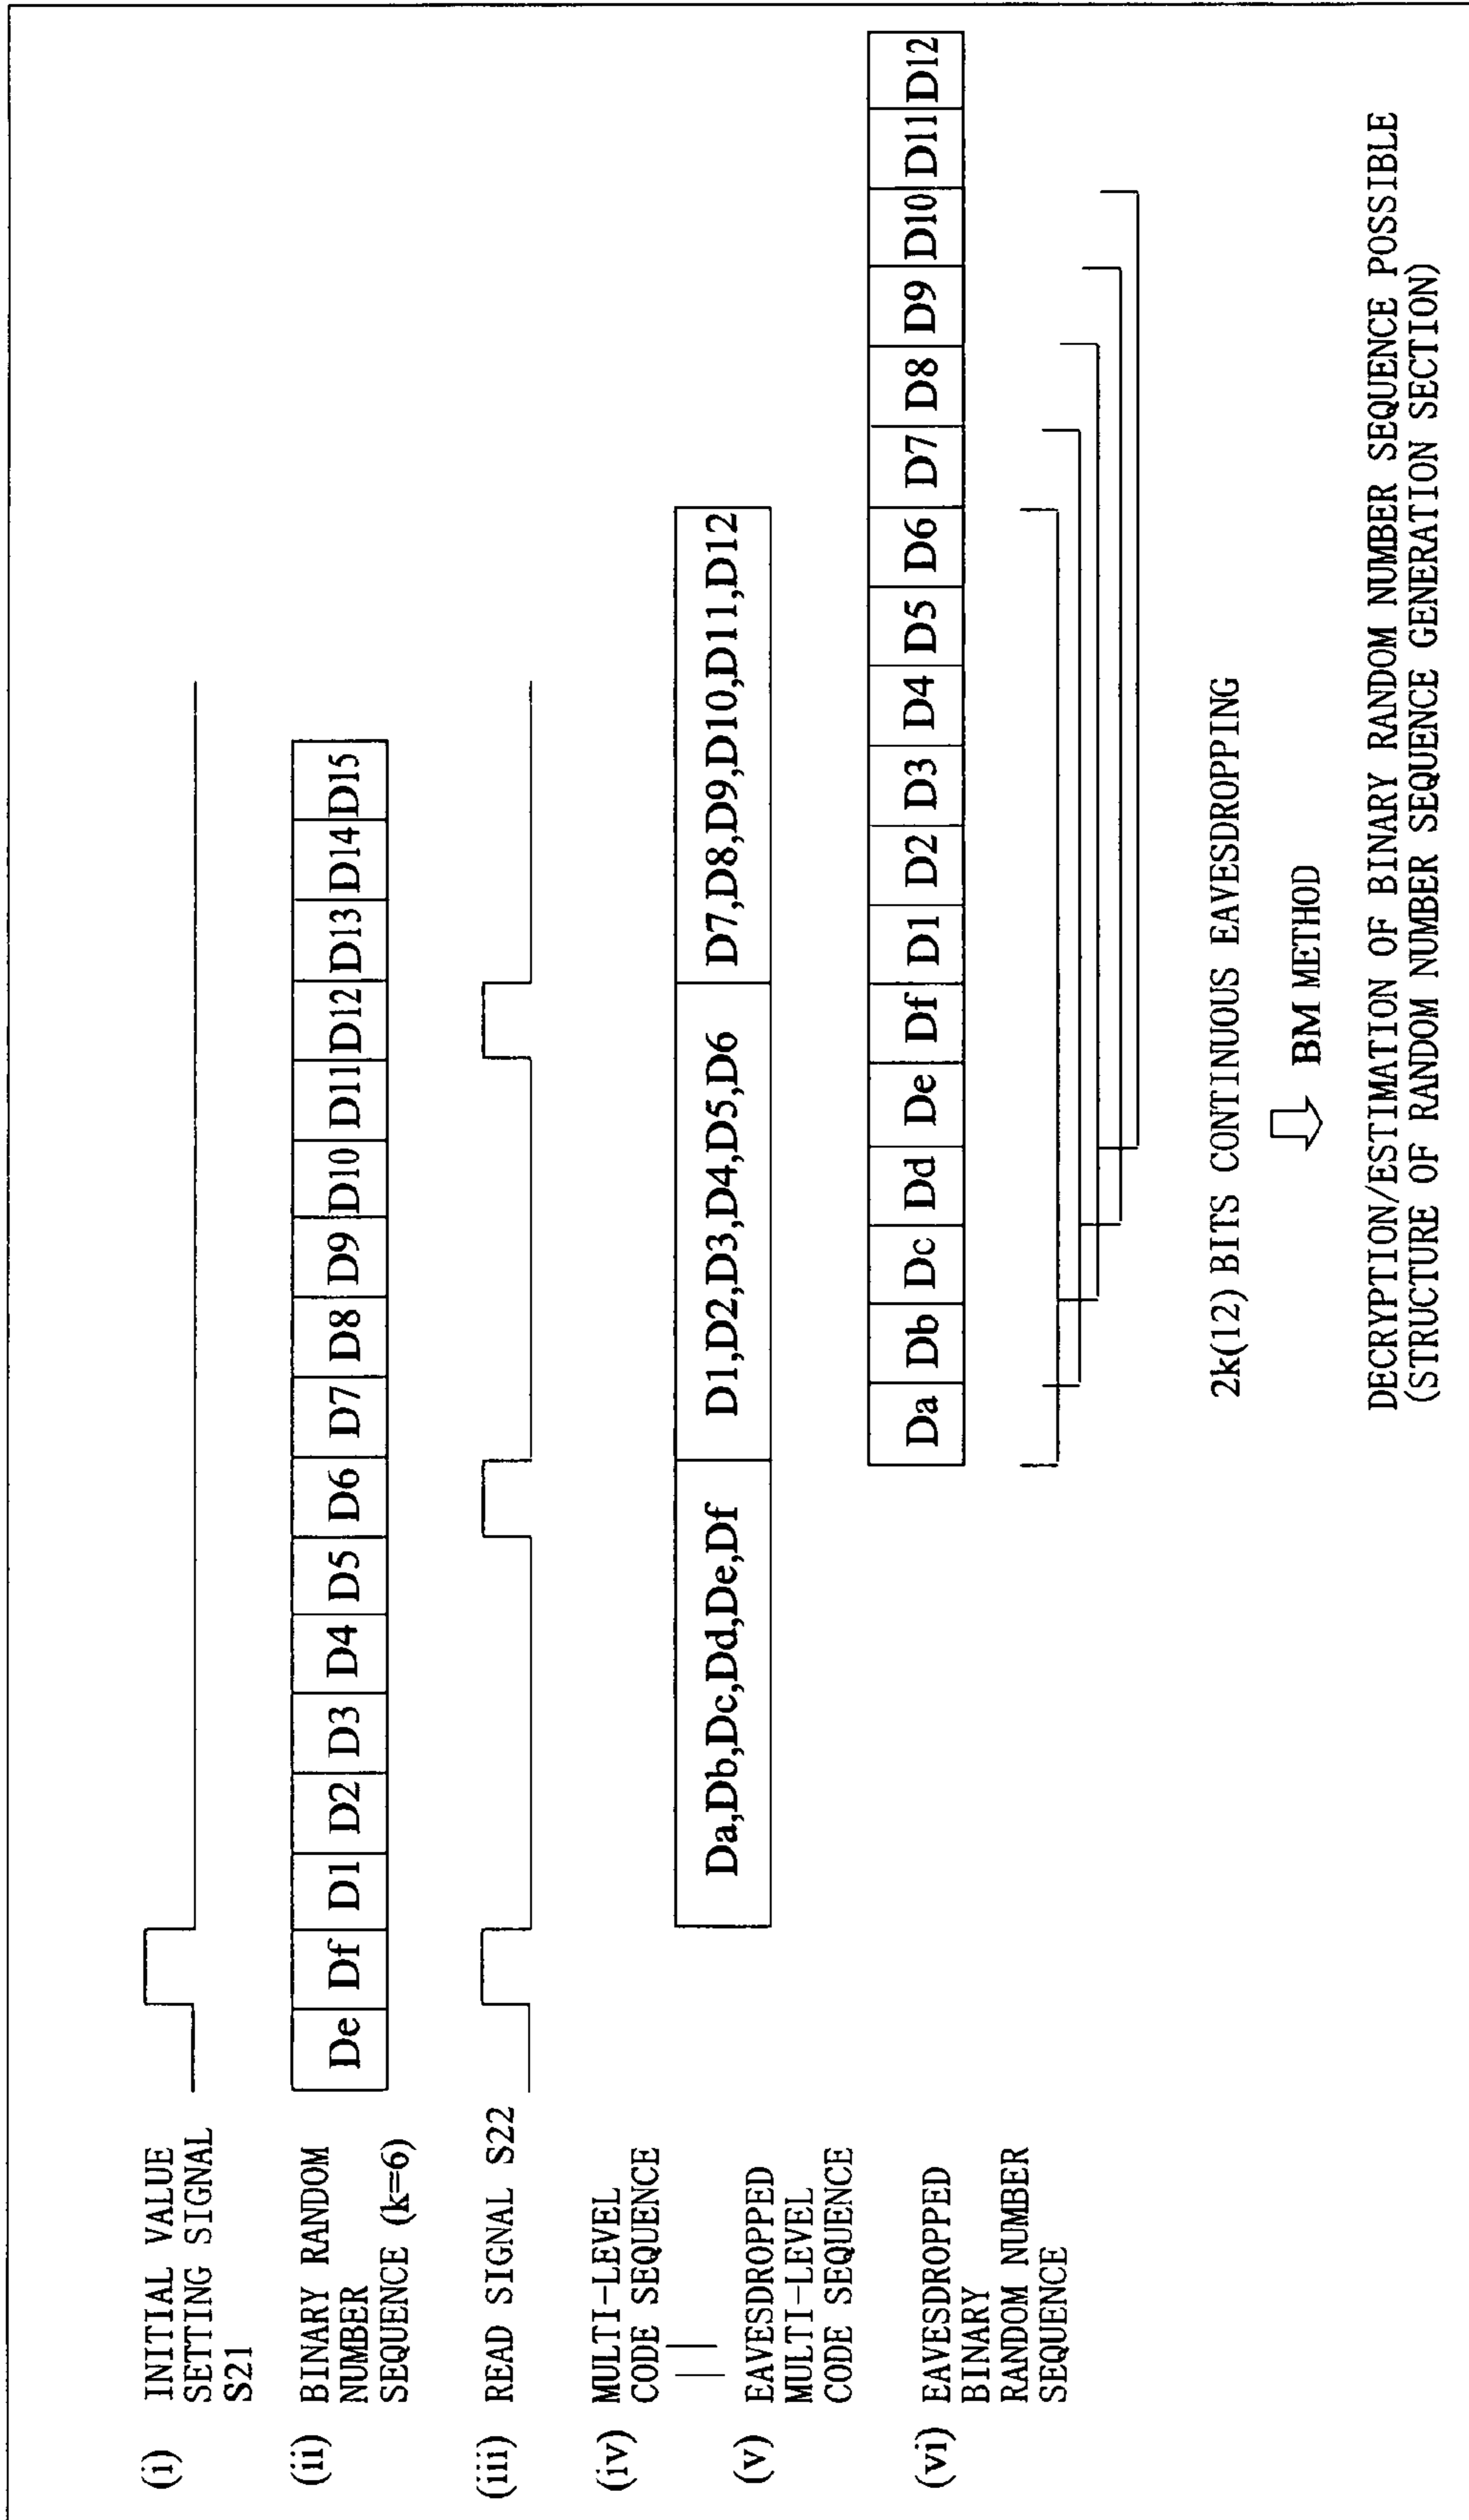 (i) INITIAL VALUE
SETTING SIGNAL
S21
(ii) BINARY RANDOM
NUMBER
SEQUENCE (k=6)
De Df D1 D2 D3 D4 D5 D6 D7 D8 D9 D10 D11 D12 D13 D14 D15
(iii) READ SIGNAL S22
(iv) MULTI-LEVEL
CODE SEQUENCE
(v) EAVESDROPPED
MULTI-LEVEL
CODE SEQUENCE
Da,Db,Dc,Dd,De,Df D1,D2,D3,D4,D5,D6 D7,D8,D9,D10,D11,D12
(vi) EAVESDROPPED
BINARY
RANDOM NUMBER
SEQUENCE
Da Db Dc Dd De Df D1 D2 D3 D4 D5 D6 D7 D8 D9 D10 D11 D12
2k(12) BITS CONTINUOUS EAVESDROPPING
BM METHOD
DECRYPTION/ESTIMATION OF BINARY RANDOM NUMBER SEQUENCE POSSIBLE
(STRUCTURE OF RANDOM NUMBER SEQUENCE GENERATION SECTION)